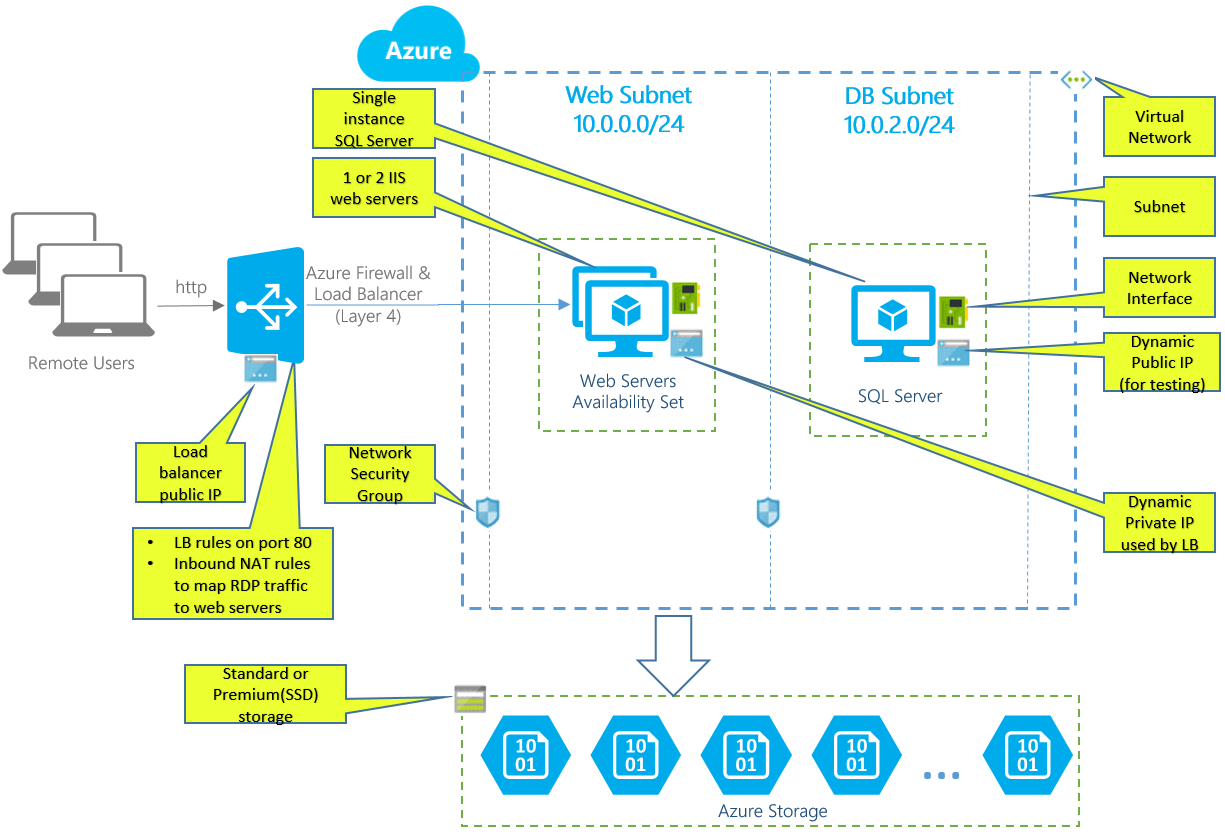 Azure
Web Subnet
10.0.0.0/24
DB Subnet
10.0.2.0/24
Single
instance
SQL Server
1 or 2 IIS
web servers
Virtual
Network
Subnet
Network
Interface
Dynamic
Public IP
(for testing)
http
Azure Firewall &
Load Balancer
(Layer 4)
Remote Users
Web Servers
Availability Set
SQL Server
Load
balancer
public IP
Network
Security
Group
Dynamic
Private IP
used by LB
• LB rules on port 80
• Inbound NAT rules
to map RDP traffic
to web servers
Standard or
Premium(SSD)
storage
10
01
10
01
10
01
10
01
...
10
01
Azure Storage